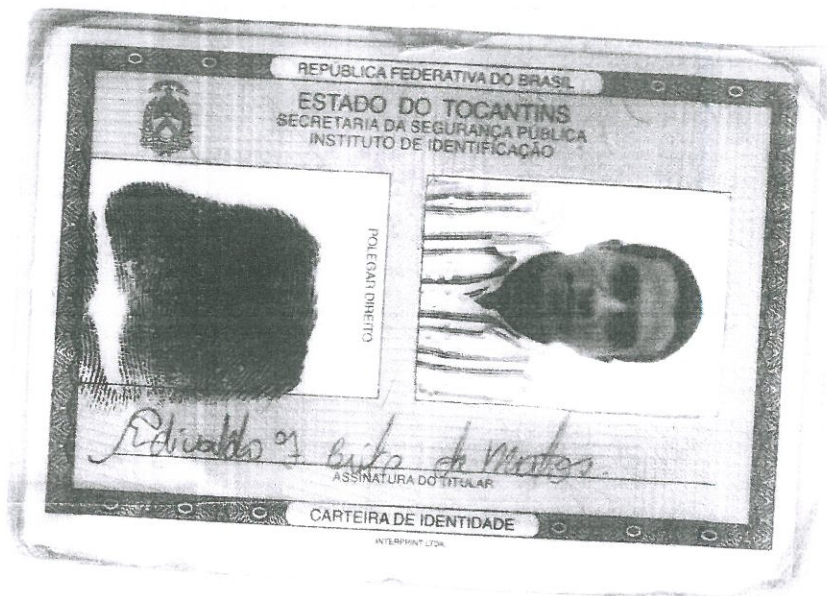 REPÚBLICA FEDERATIVA DO BRASIL
ESTADO DO TOCANTINS
SECRETARIA DA SEGURANÇA PÚBLICA
INSTITUTO DE IDENTIFICAÇÃO
POLEGAR DIREITO
Edivaldo de Brito de Matos
ASSINATURA DO TITULAR
CARTEIRA DE IDENTIDADE
INTERPRINT LTDA.